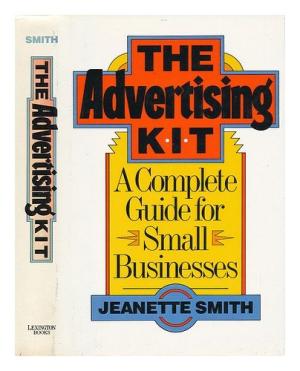 SMITH
THE
Advertising
KIT
LEXINGTON
BOOKS
THE
Advertising
K·I·T
A Complete
Guide for
Small
Businesses
JEANETTE SMITH